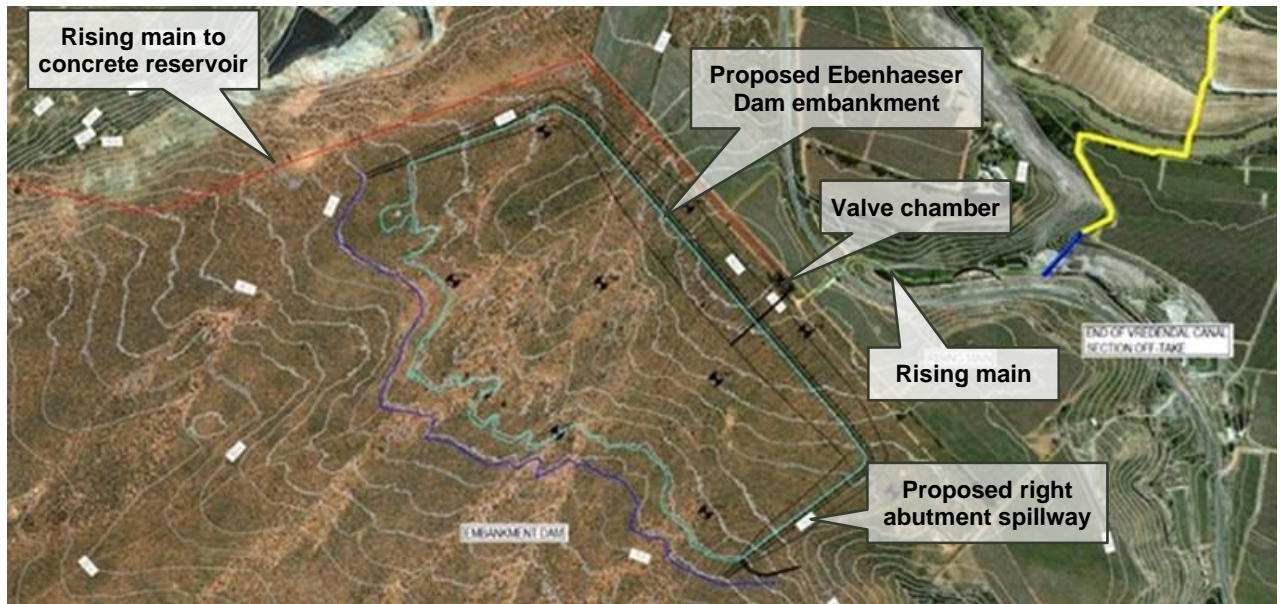 Rising main to
concrete reservoir
Proposed Ebenhaeser
Dam embankment
Valve chamber
Rising main
END OF VREDENDAL CANAL
SECTION OFF-TAKE
Proposed right
abutment spillway
EMBANKMENT DAM